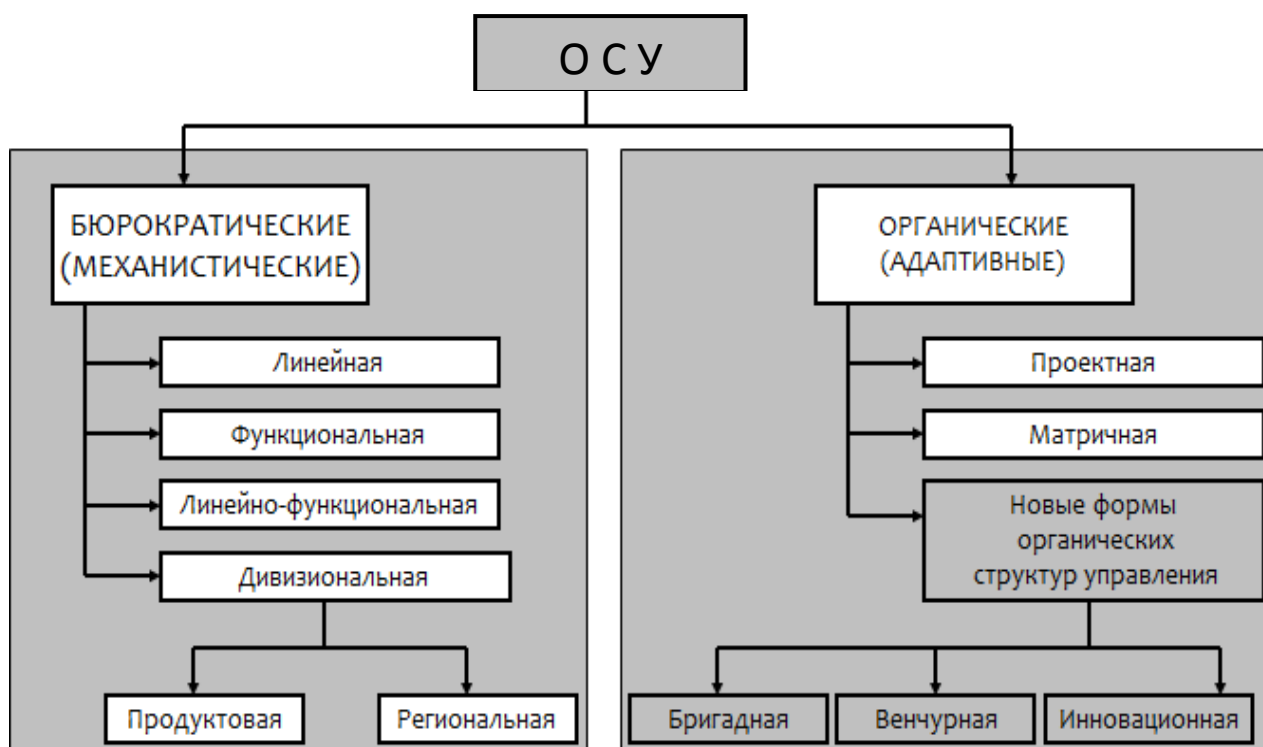 О С У
БЮРОКРАТИЧЕСКИЕ
(МЕХАНИСТИЧЕСКИЕ)
Линейная
Функциональная
Линейно-функциональная
Дивизиональная
Продуктовая
Региональная
ОРГАНИЧЕСКИЕ
(АДАПТИВНЫЕ)
Проектная
Матричная
Новые формы
органических
структур управления
Бригадная
Венчурная
Инновационная